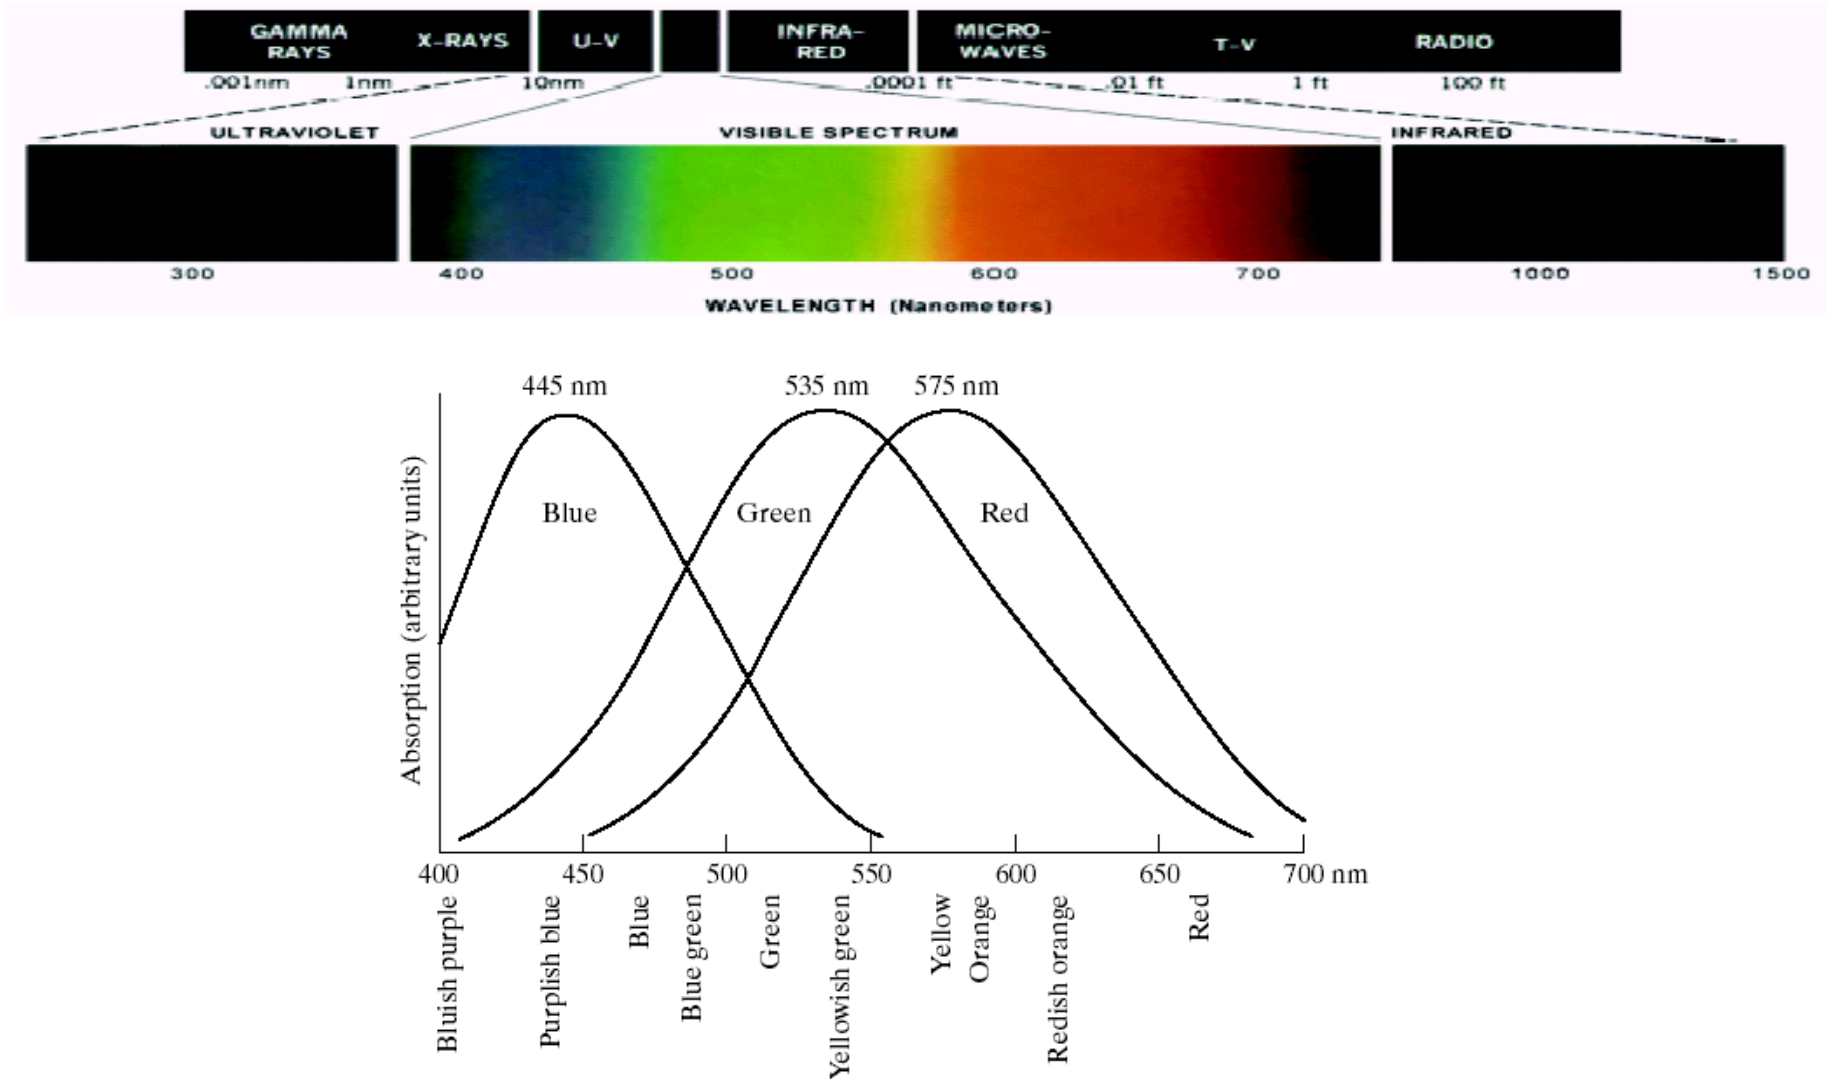 GAMMA RAYS X-RAYS U-V INFRA-RED MICRO-WAVES T-V RADIO
.001nm 1nm 10nm .0001 ft .01 ft 1 ft 100 ft
ULTRAVIOLET VISIBLE SPECTRUM INFRARED
300 400 500 600 700 1000 1500
WAVELENGTH (Nanometers)
445 nm 535 nm 575 nm
Absorption (arbitrary units)
Blue Green Red
400 450 500 550 600 650 700 nm
Bluish purple
Purplish blue
Blue
Blue green
Green
Yellowish green
Yellow
Orange
Redish orange
Red